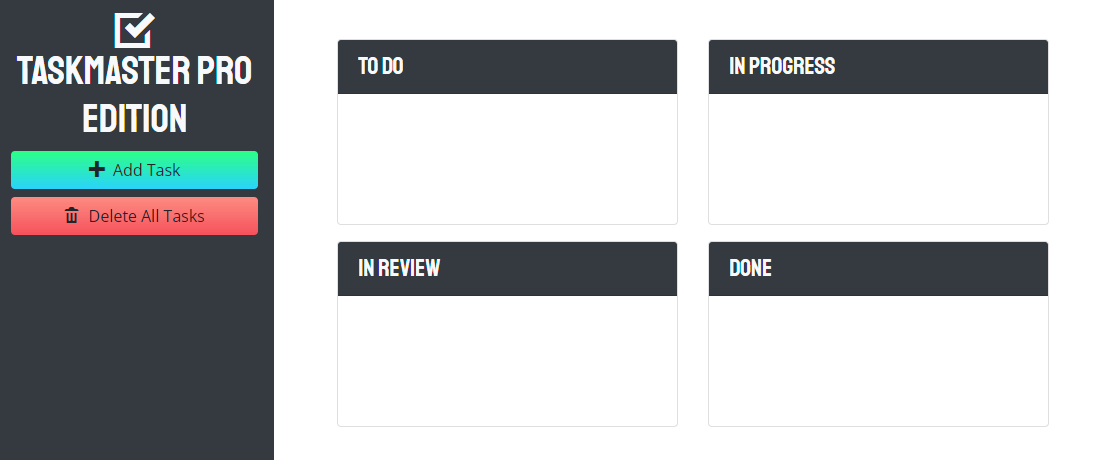 TASKMASTER PRO
EDITION
Add Task
Delete All Tasks
TO DO
IN PROGRESS
IN REVIEW
DONE